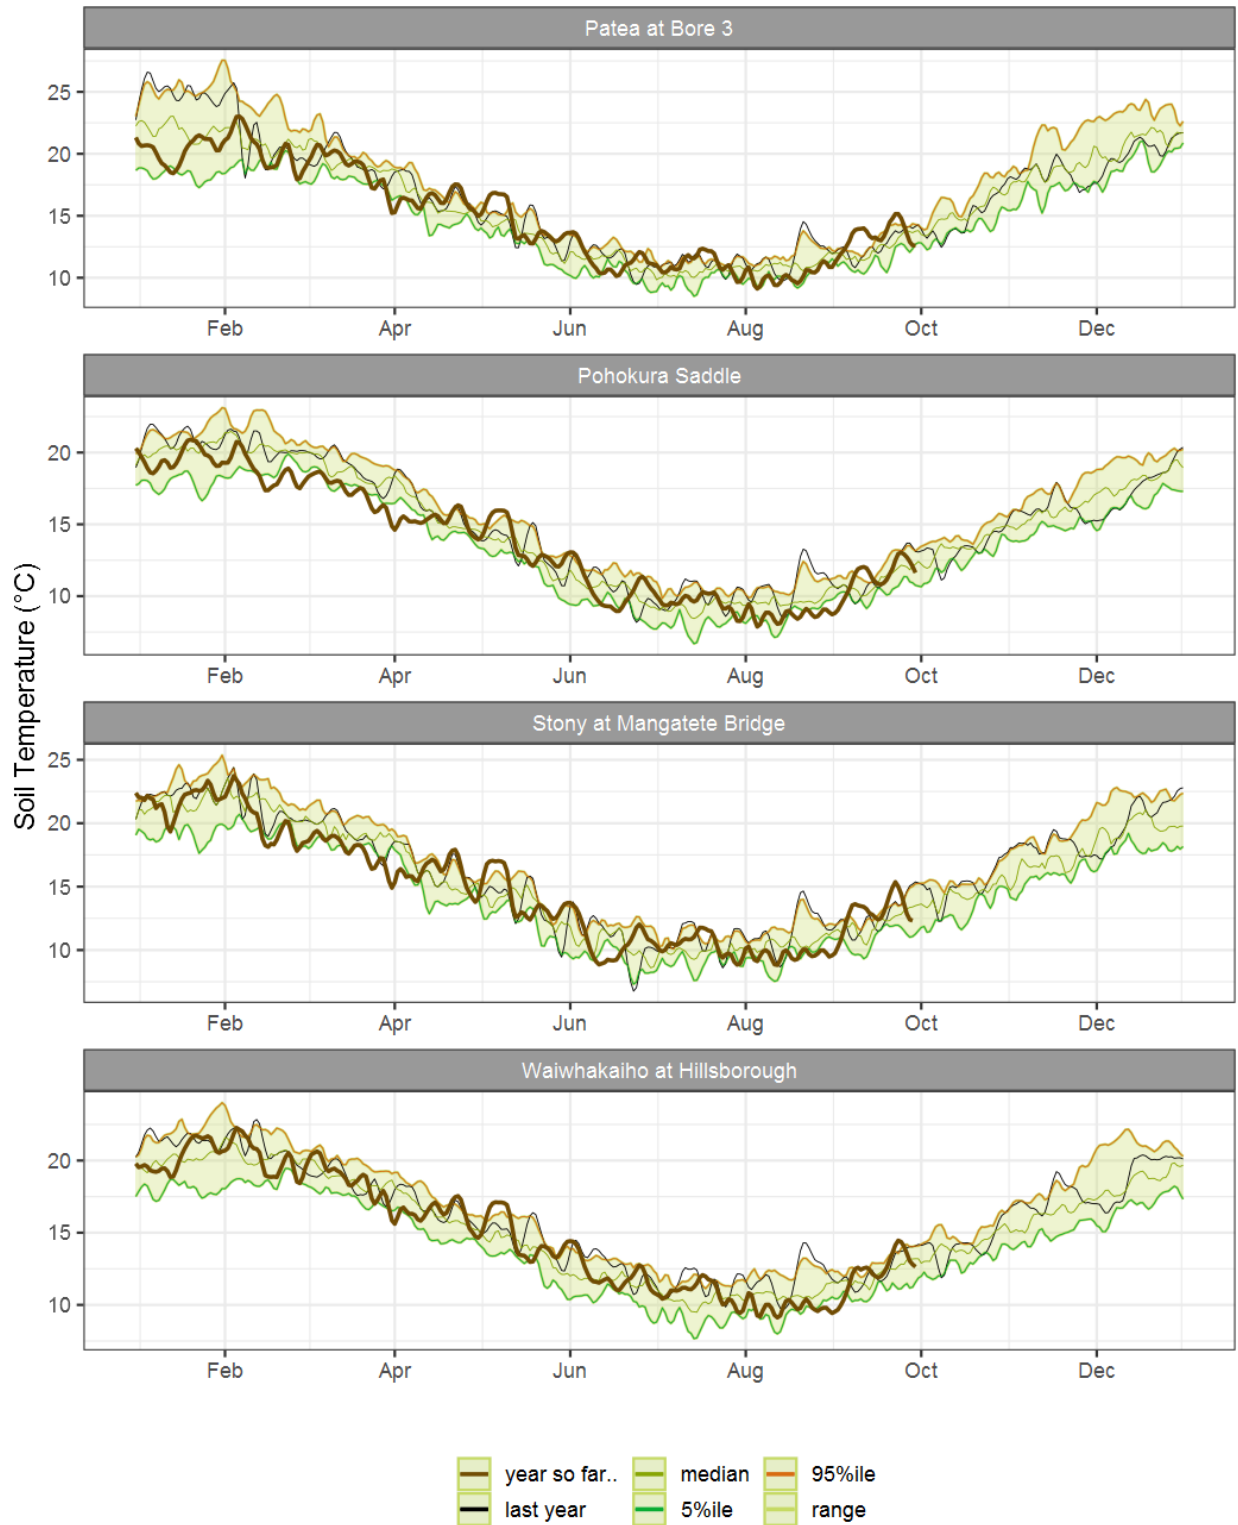 Patea at Bore 3
25
20
15
10
Feb Apr Jun Aug Oct Dec
Pohokura Saddle
20
15
10
Feb Apr Jun Aug Oct Dec
Soil Temperature (°C)
Stony at Mangatete Bridge
25
20
15
10
Feb Apr Jun Aug Oct Dec
Waiwhakaiho at Hillsborough
20
15
10
Feb Apr Jun Aug Oct Dec
year so far.. median 95%ile
last year 5%ile range